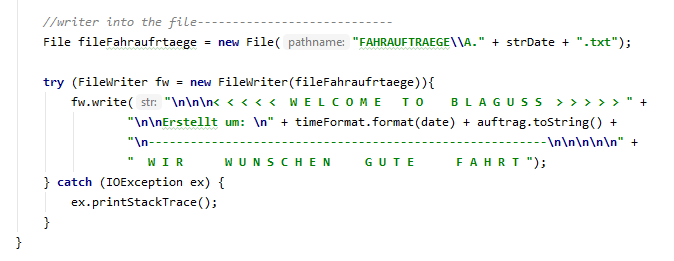 //writer into the file----------------------------
File fileFahraufrtaege = new File( pathname: "FAHRAUFTRAEGE\\A." + strDate + ".txt");
try (FileWriter fw = new FileWriter(fileFahraufrtaege)){
fw.write( str: "\n\n\n< < < < < W E L C O M E   T O   B L A G U S S > > > > > " +
"\n\nErstellt um: \n" + timeFormat.format(date) + auftrag.toString() +
"\n---------------------------------------------------------\n\n\n\n\n" +
" W I R   W U N S C H E N   G U T E   F A H R T ");
} catch (IOException ex) {
ex.printStackTrace();
}
}